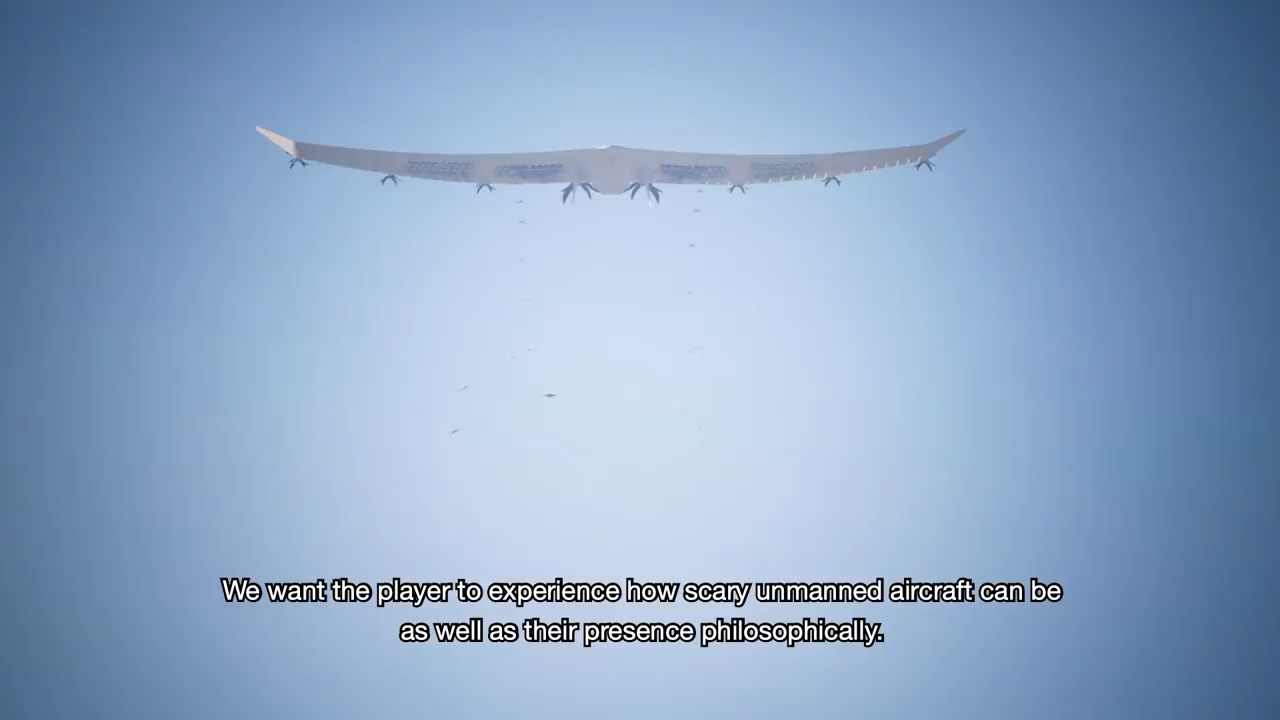 We want the player to experience how scary unmanned aircraft can be
as well as their presence philosophically.